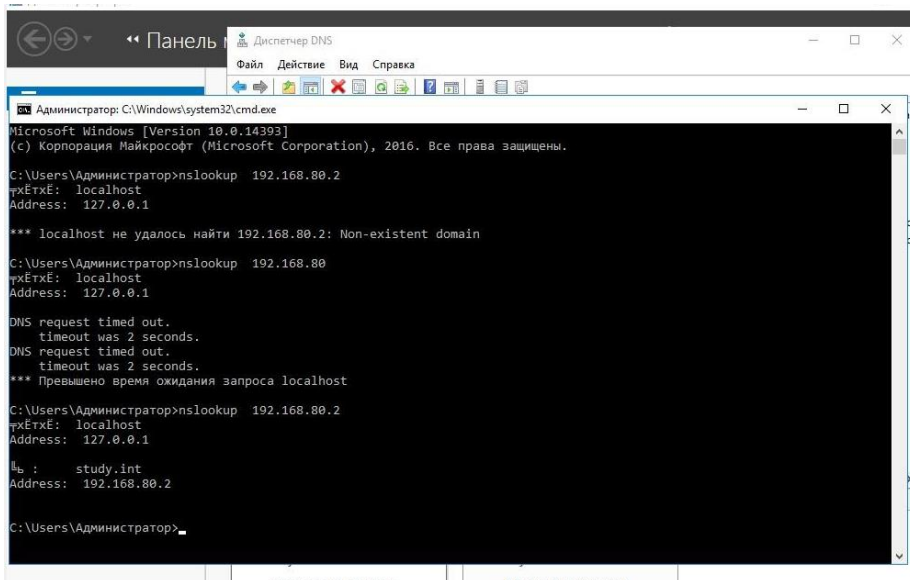 Панель
Диспетчер DNS
Файл Действие Вид Справка
Администратор: C:\Windows\system32\cmd.exe
Microsoft Windows [Version 10.0.14393]
(c) Корпорация Майкрософт (Microsoft Corporation), 2016. Все права защищены.
C:\Users\Администратор>nslookup  192.168.80.2
╤хЁтхЁ:  localhost
Address:  127.0.0.1
*** localhost не удалось найти 192.168.80.2: Non-existent domain
C:\Users\Администратор>nslookup  192.168.80
╤хЁтхЁ:  localhost
Address:  127.0.0.1
DNS request timed out.
timeout was 2 seconds.
DNS request timed out.
timeout was 2 seconds.
*** Превышено время ожидания запроса localhost
C:\Users\Администратор>nslookup  192.168.80.2
╤хЁтхЁ:  localhost
Address:  127.0.0.1
╚ь :     study.int
Address:  192.168.80.2
C:\Users\Администратор>